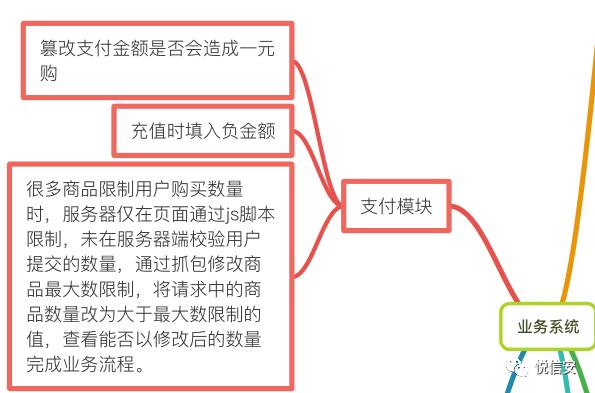 篡改支付金额是否会造成一元
购
充值时填入负金额
很多商品限制用户购买数量
时，服务器仅在页面通过js脚本
限制，未在服务器端校验用户
提交的数量，通过抓包修改商
品最大数限制，将请求中的商
品数量改为大于最大数限制的
值，查看能否以修改后的数量
完成业务流程。
支付模块
业务系统
悦信安